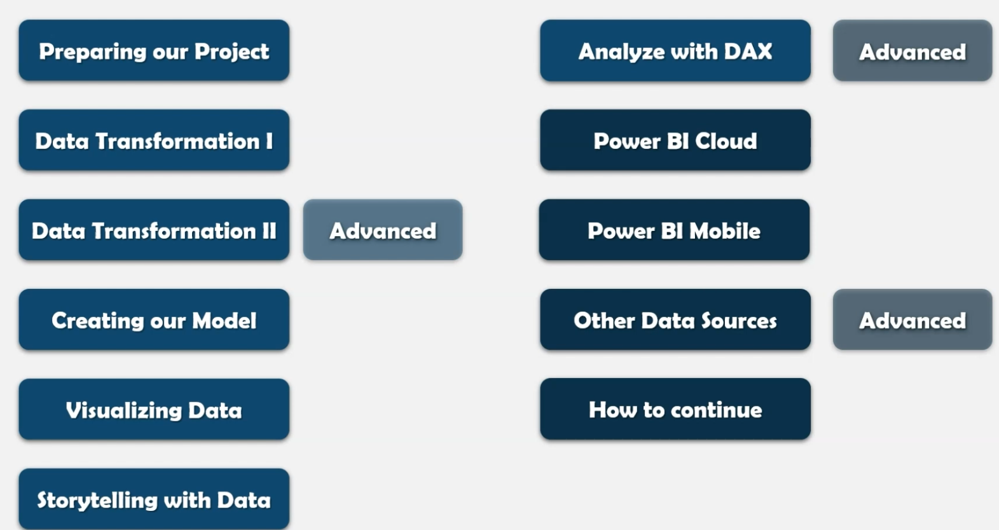 Preparing our Project
Data Transformation I
Data Transformation II
Advanced
Creating our Model
Visualizing Data
Storytelling with Data
Analyze with DAX
Advanced
Power BI Cloud
Power BI Mobile
Other Data Sources
Advanced
How to continue